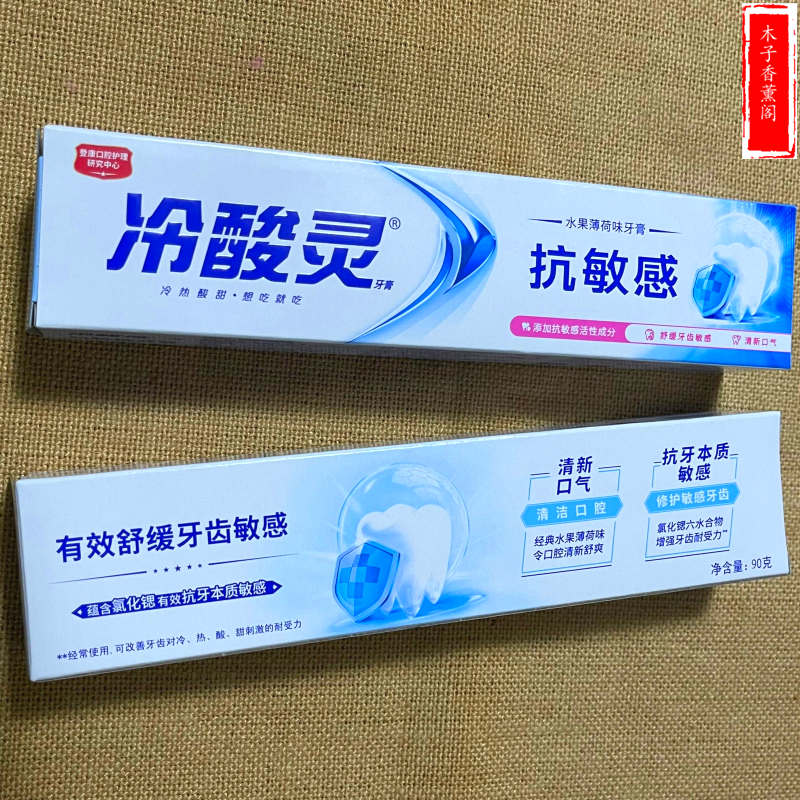 木子香薰阁
登康口腔护理
研究中心
冷酸灵®
牙膏
冷热酸甜·想吃就吃
水果薄荷味牙膏
抗敏感
添加抗敏感活性成分
舒缓牙齿敏感
清新口气
有效舒缓牙齿敏感
蕴含氯化锶有效抗牙本质敏感
**经常使用,可改善牙齿对冷、热、酸、甜刺激的耐受力
清新
口气
清洁口腔
经典水果薄荷味
令口腔清新舒爽
抗牙本质
敏感
修护敏感牙齿
氯化锶六水合物
增强牙齿耐受力**
净含量:90克